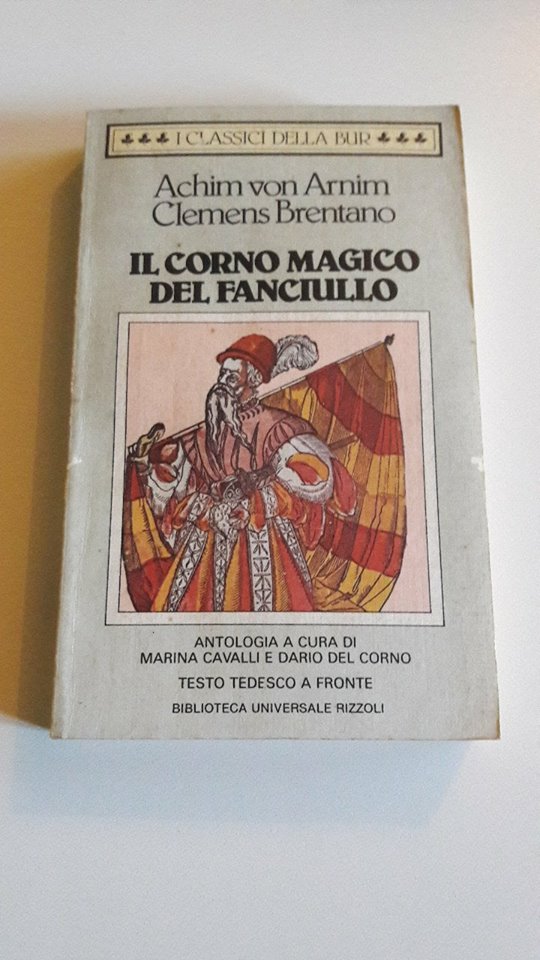 I CLASSICI DELLA BUR
Achim von Arnim
Clemens Brentano
IL CORNO MAGICO
DEL FANCIULLO
ANTOLOGIA A CURA DI
MARINA CAVALLI E DARIO DEL CORNO
TESTO TEDESCO A FRONTE
BIBLIOTECA UNIVERSALE RIZZOLI